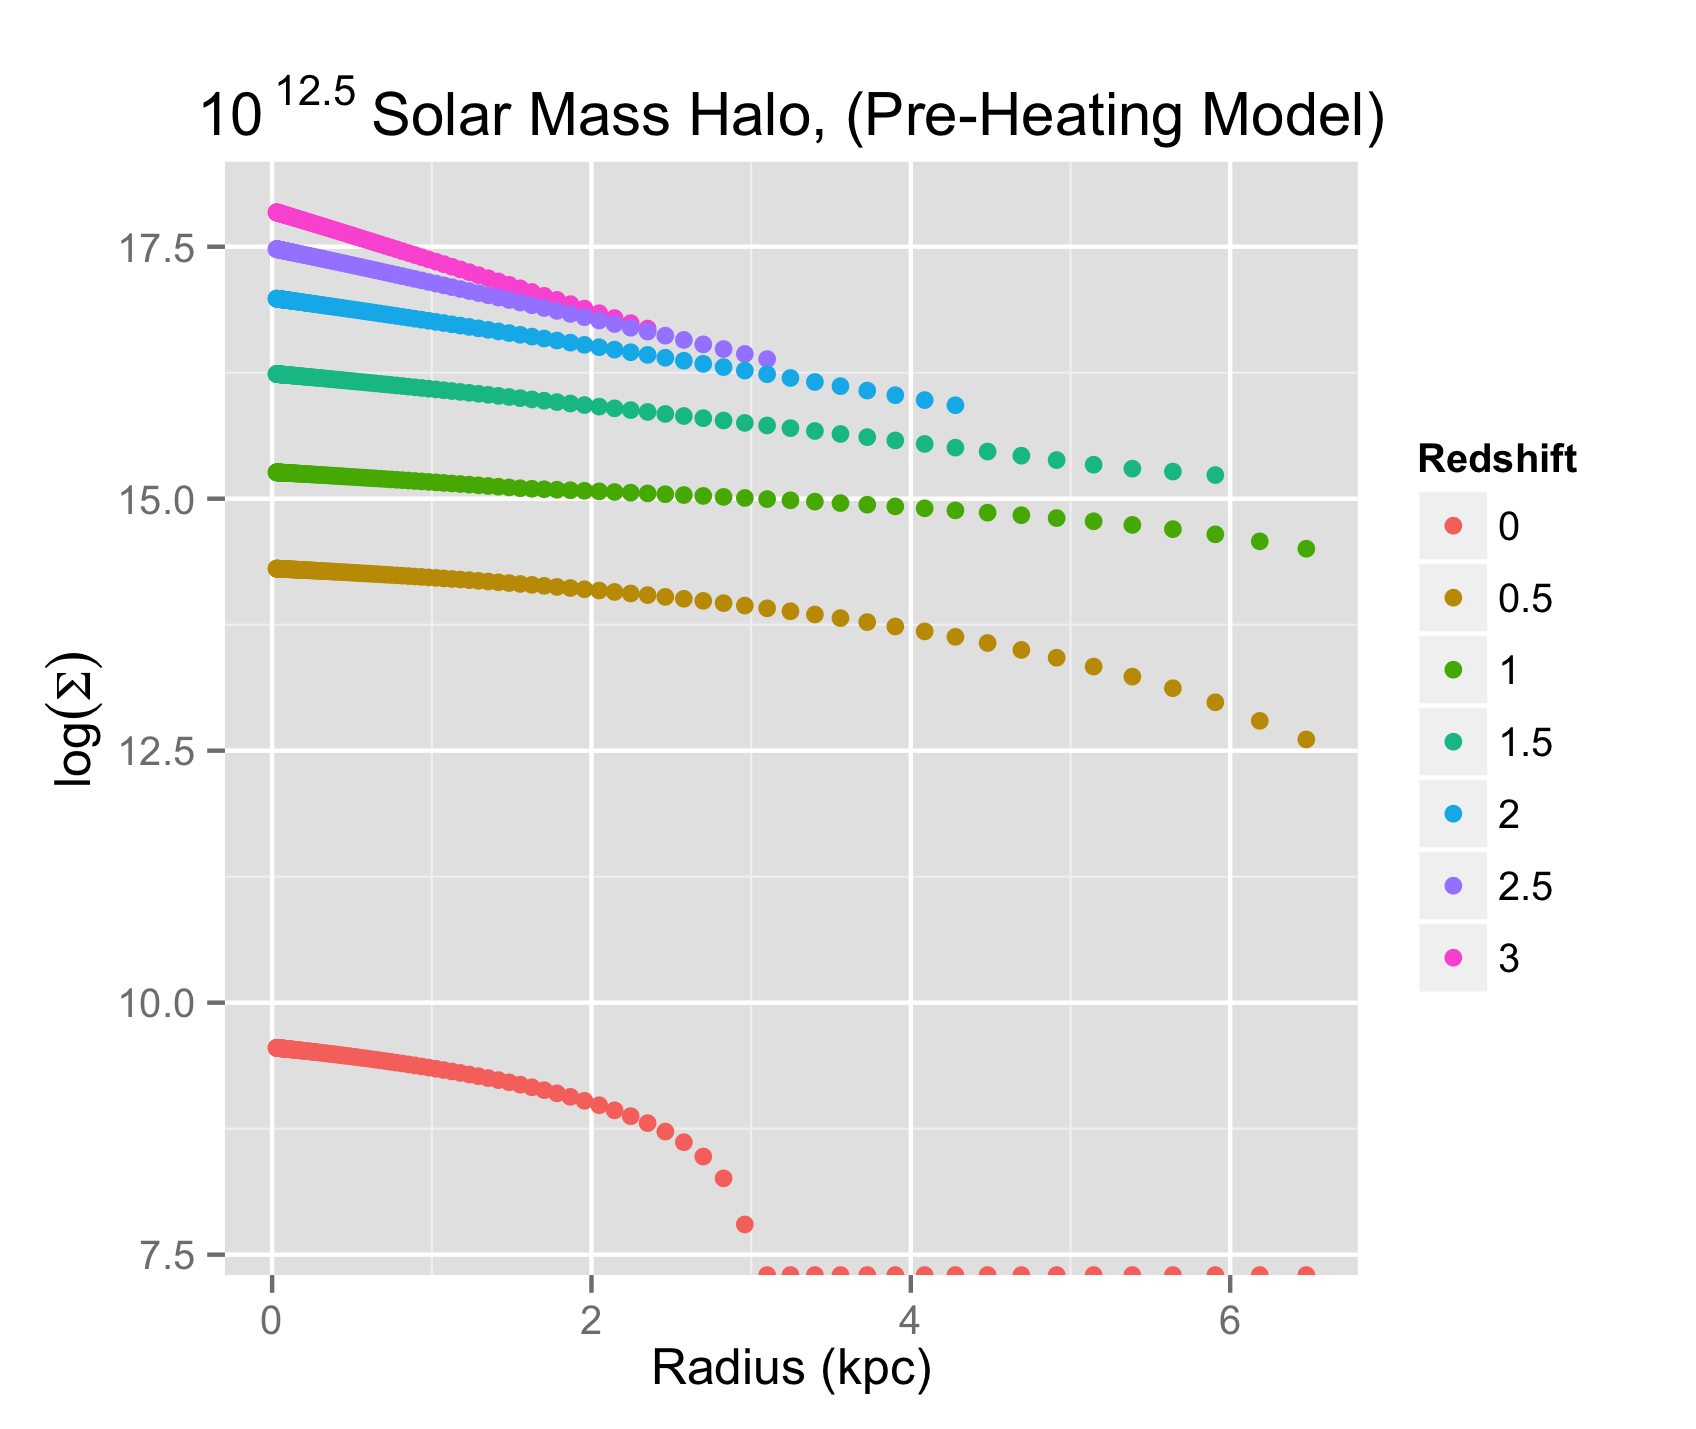 10 12.5 Solar Mass Halo, (Pre-Heating Model)
17.5
15.0
12.5
10.0
7.5
log(Σ)
0 2 4 6
Radius (kpc)
Redshift
0
0.5
1
1.5
2
2.5
3